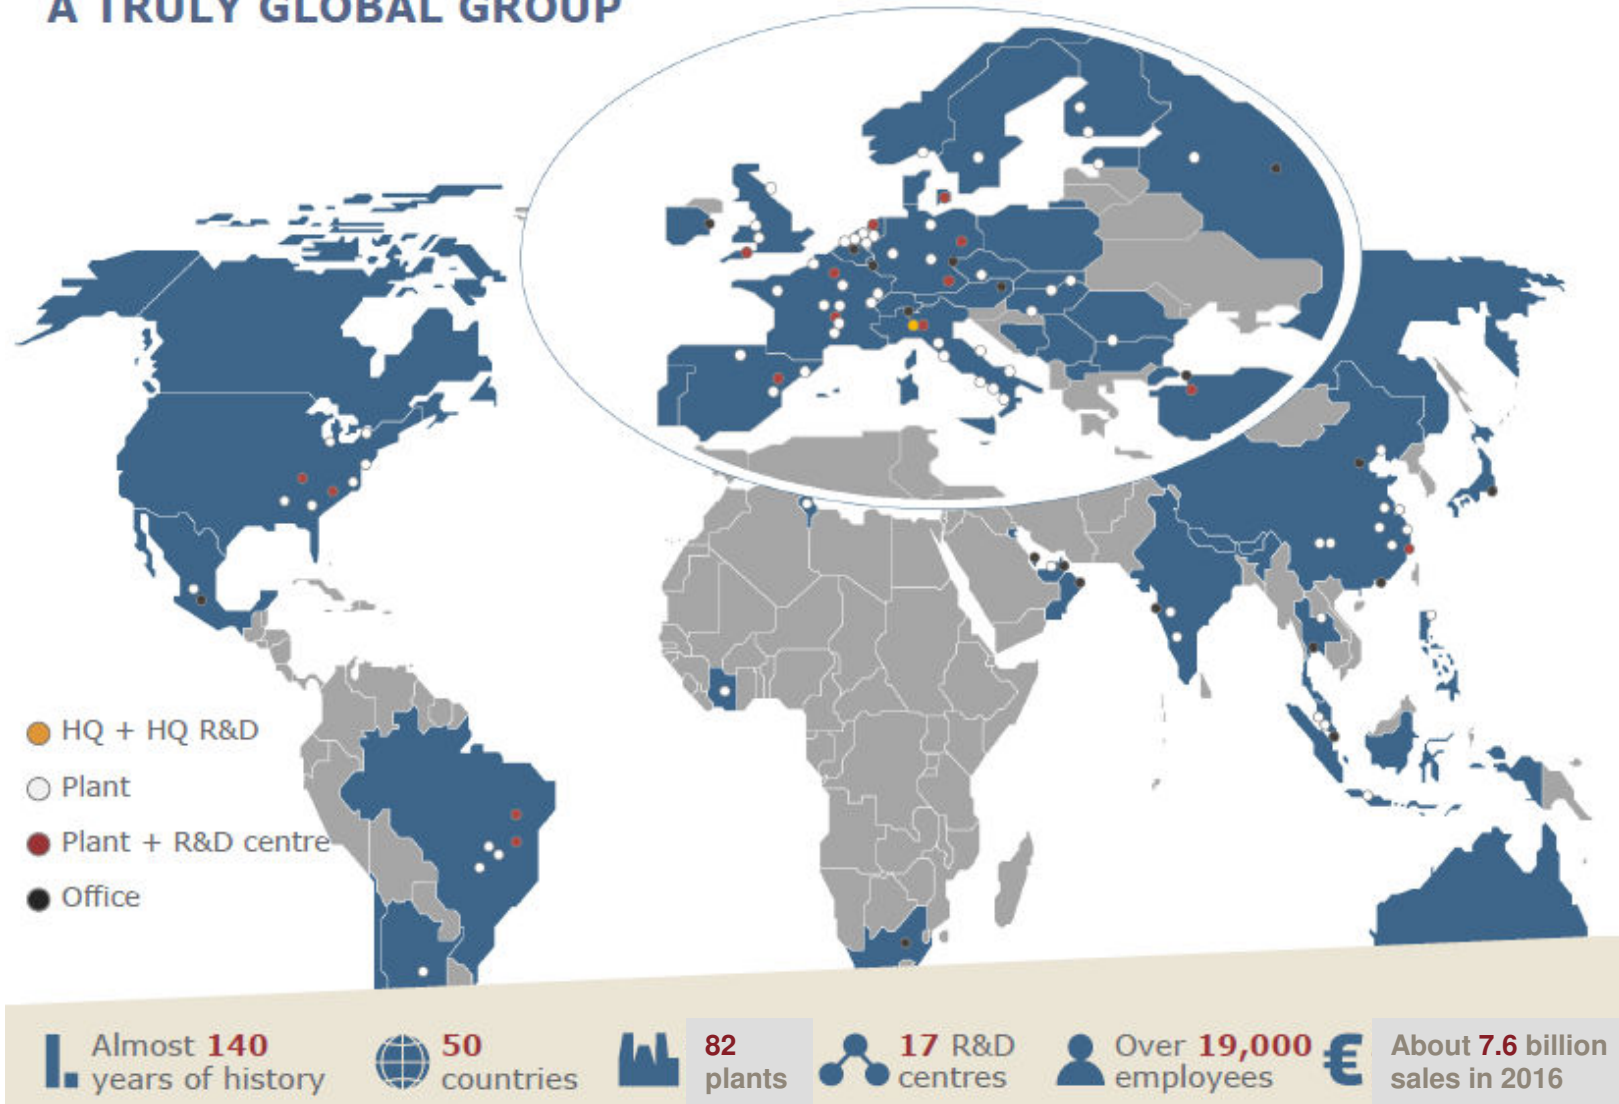 A TRULY GLOBAL GROUP
HQ + HQ R&D
Plant
Plant + R&D centre
Office
Almost 140
years of history
50
countries
82
plants
17 R&D
centres
Over 19,000
employees
€
About 7.6 billion
sales in 2016